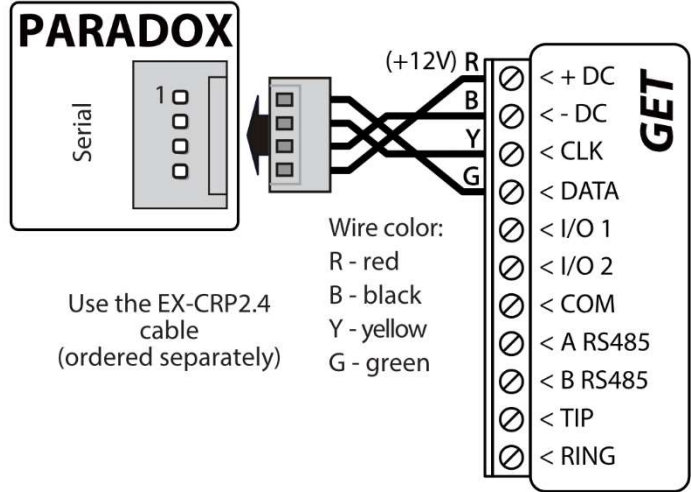 PARADOX
Serial
1
(+12V) R
B
Y
G
GET
< + DC
< - DC
< CLK
< DATA
< I/O 1
< I/O 2
< COM
< A RS485
< B RS485
< TIP
< RING
Wire color:
R - red
B - black
Y - yellow
G - green
Use the EX-CRP2.4
cable
(ordered separately)